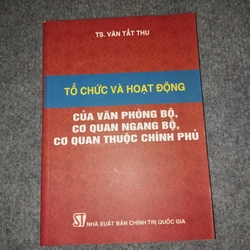 TS. VĂN TẤT THU
TỔ CHỨC VÀ HOẠT ĐỘNG
CỦA VĂN PHÒNG BỘ,
CƠ QUAN NGANG BỘ,
CƠ QUAN THUỘC CHÍNH PHỦ
ST
NHÀ XUẤT BẢN CHÍNH TRỊ QUỐC GIA